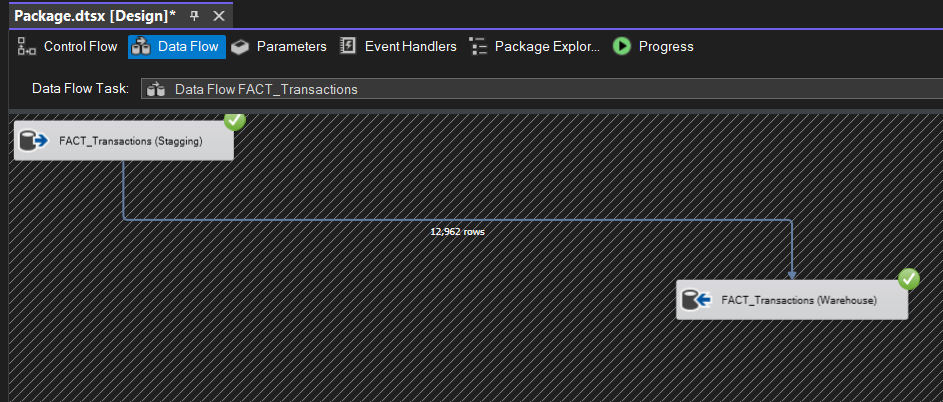 Package.dtsx [Design]*
Control Flow Data Flow Parameters Event Handlers Package Explor... Progress
Data Flow Task: Data Flow FACT_Transactions
FACT_Transactions (Stagging)
12,962 rows
FACT_Transactions (Warehouse)